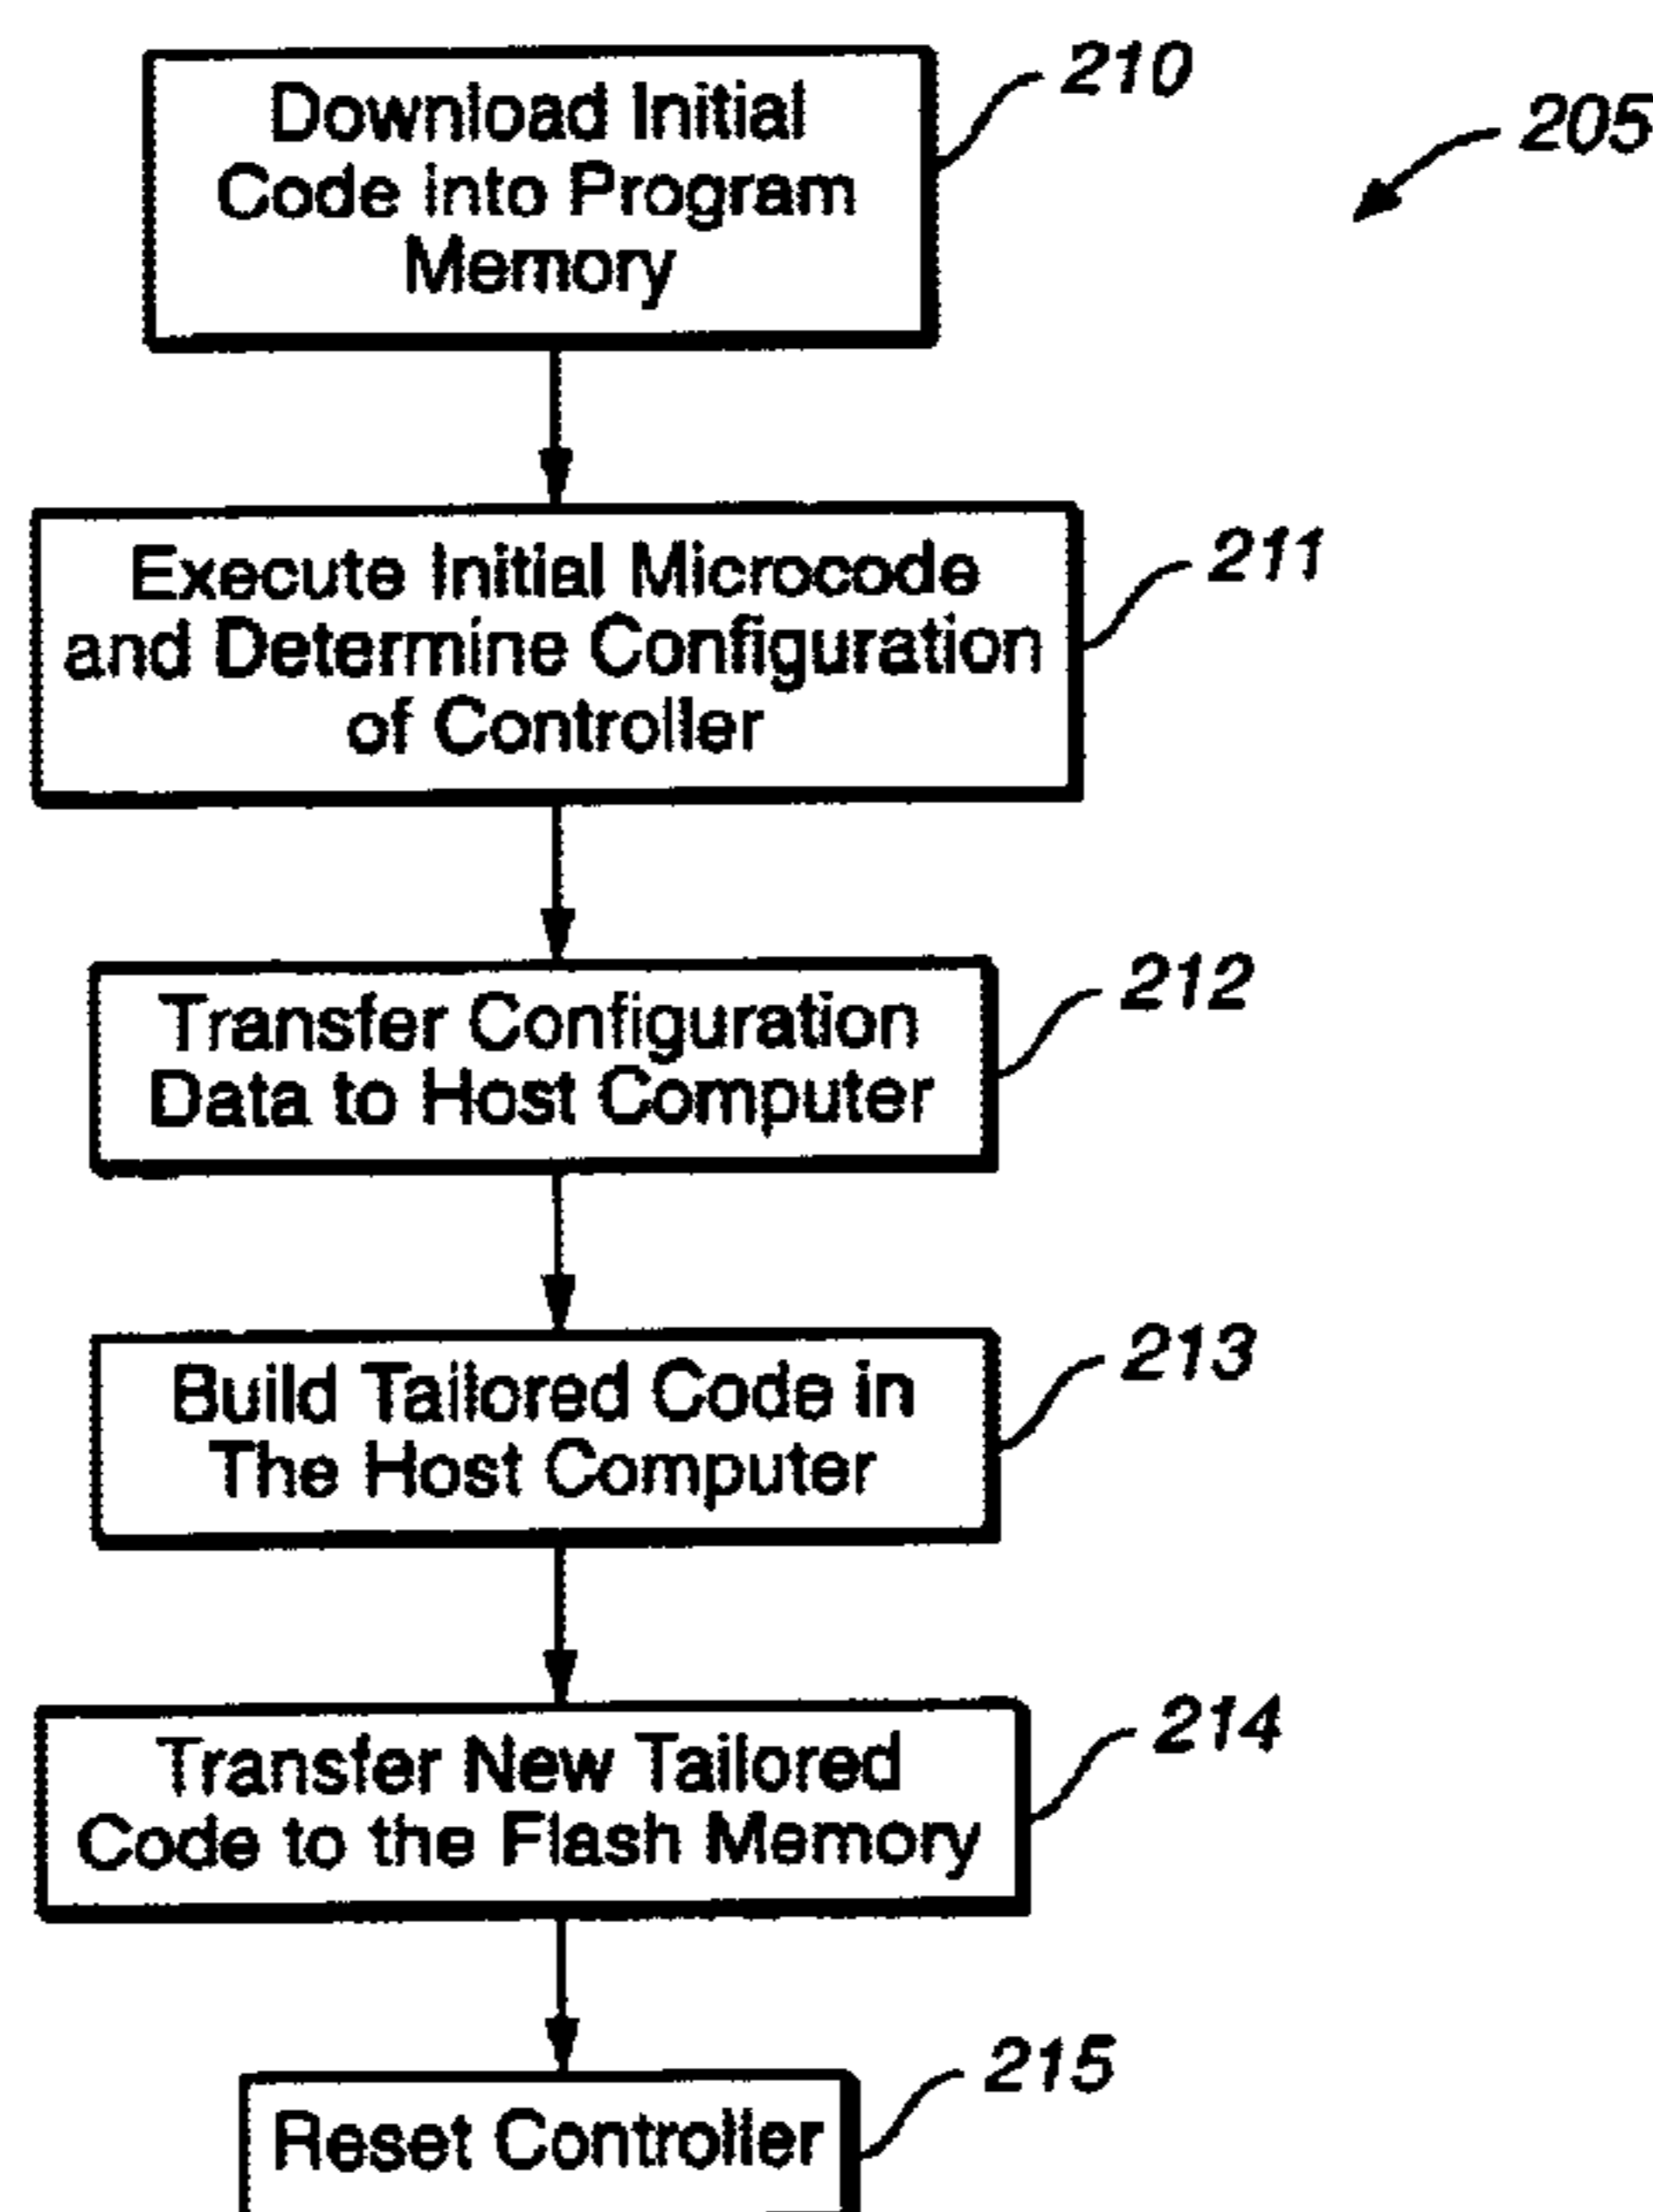 210
205
Download Initial
Code into Program
Memory
211
Execute Initial Microcode
and Determine Configuration
of Controller
212
Transfer Configuration
Data to Host Computer
213
Build Tailored Code in
The Host Computer
214
Transfer New Tailored
Code to the Flash Memory
215
Reset Controller